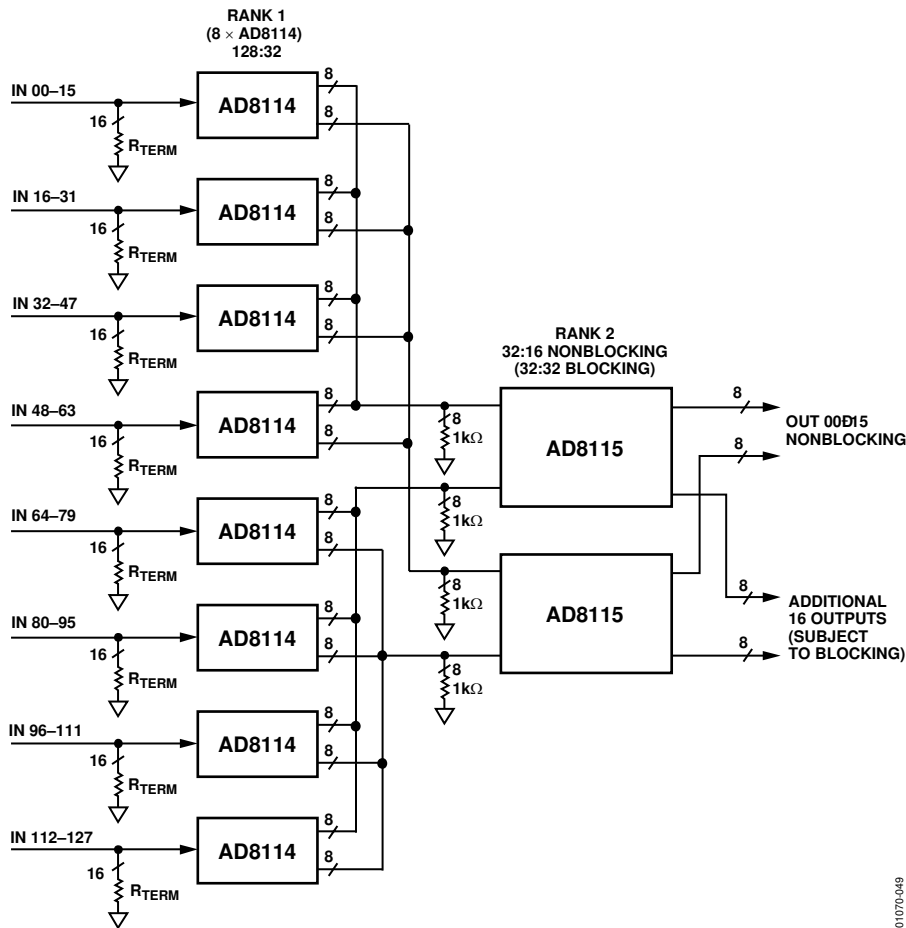 RANK 1
(8 × AD8114)
128:32
IN 00–15
16
RTERM
AD8114
8
8
IN 16–31
16
RTERM
AD8114
8
8
IN 32–47
16
RTERM
AD8114
8
8
IN 48–63
16
RTERM
AD8114
8
8
IN 64–79
16
RTERM
AD8114
8
8
IN 80–95
16
RTERM
AD8114
8
8
IN 96–111
16
RTERM
AD8114
8
8
IN 112–127
16
RTERM
AD8114
8
8
RANK 2
32:16 NONBLOCKING
(32:32 BLOCKING)
8
1kΩ
8
1kΩ
AD8115
8
1kΩ
8
1kΩ
AD8115
8
8
OUT 00Ð15
NONBLOCKING
8
8
ADDITIONAL
16 OUTPUTS
(SUBJECT
TO BLOCKING)
01070-049